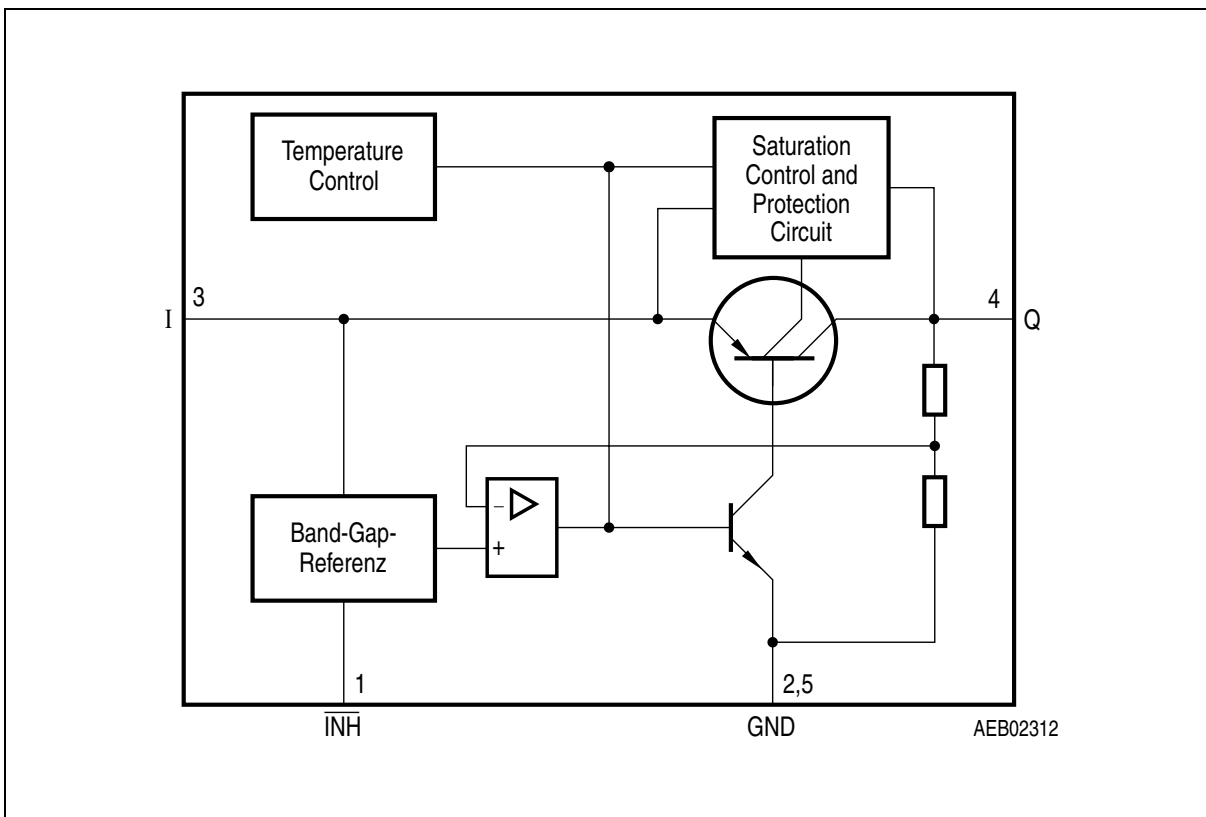 Temperature
Control
Saturation
Control and
Protection
Circuit
3
I
4
Q
Band-Gap-
Referenz
−
+
1
2,5
INH
GND
AEB02312